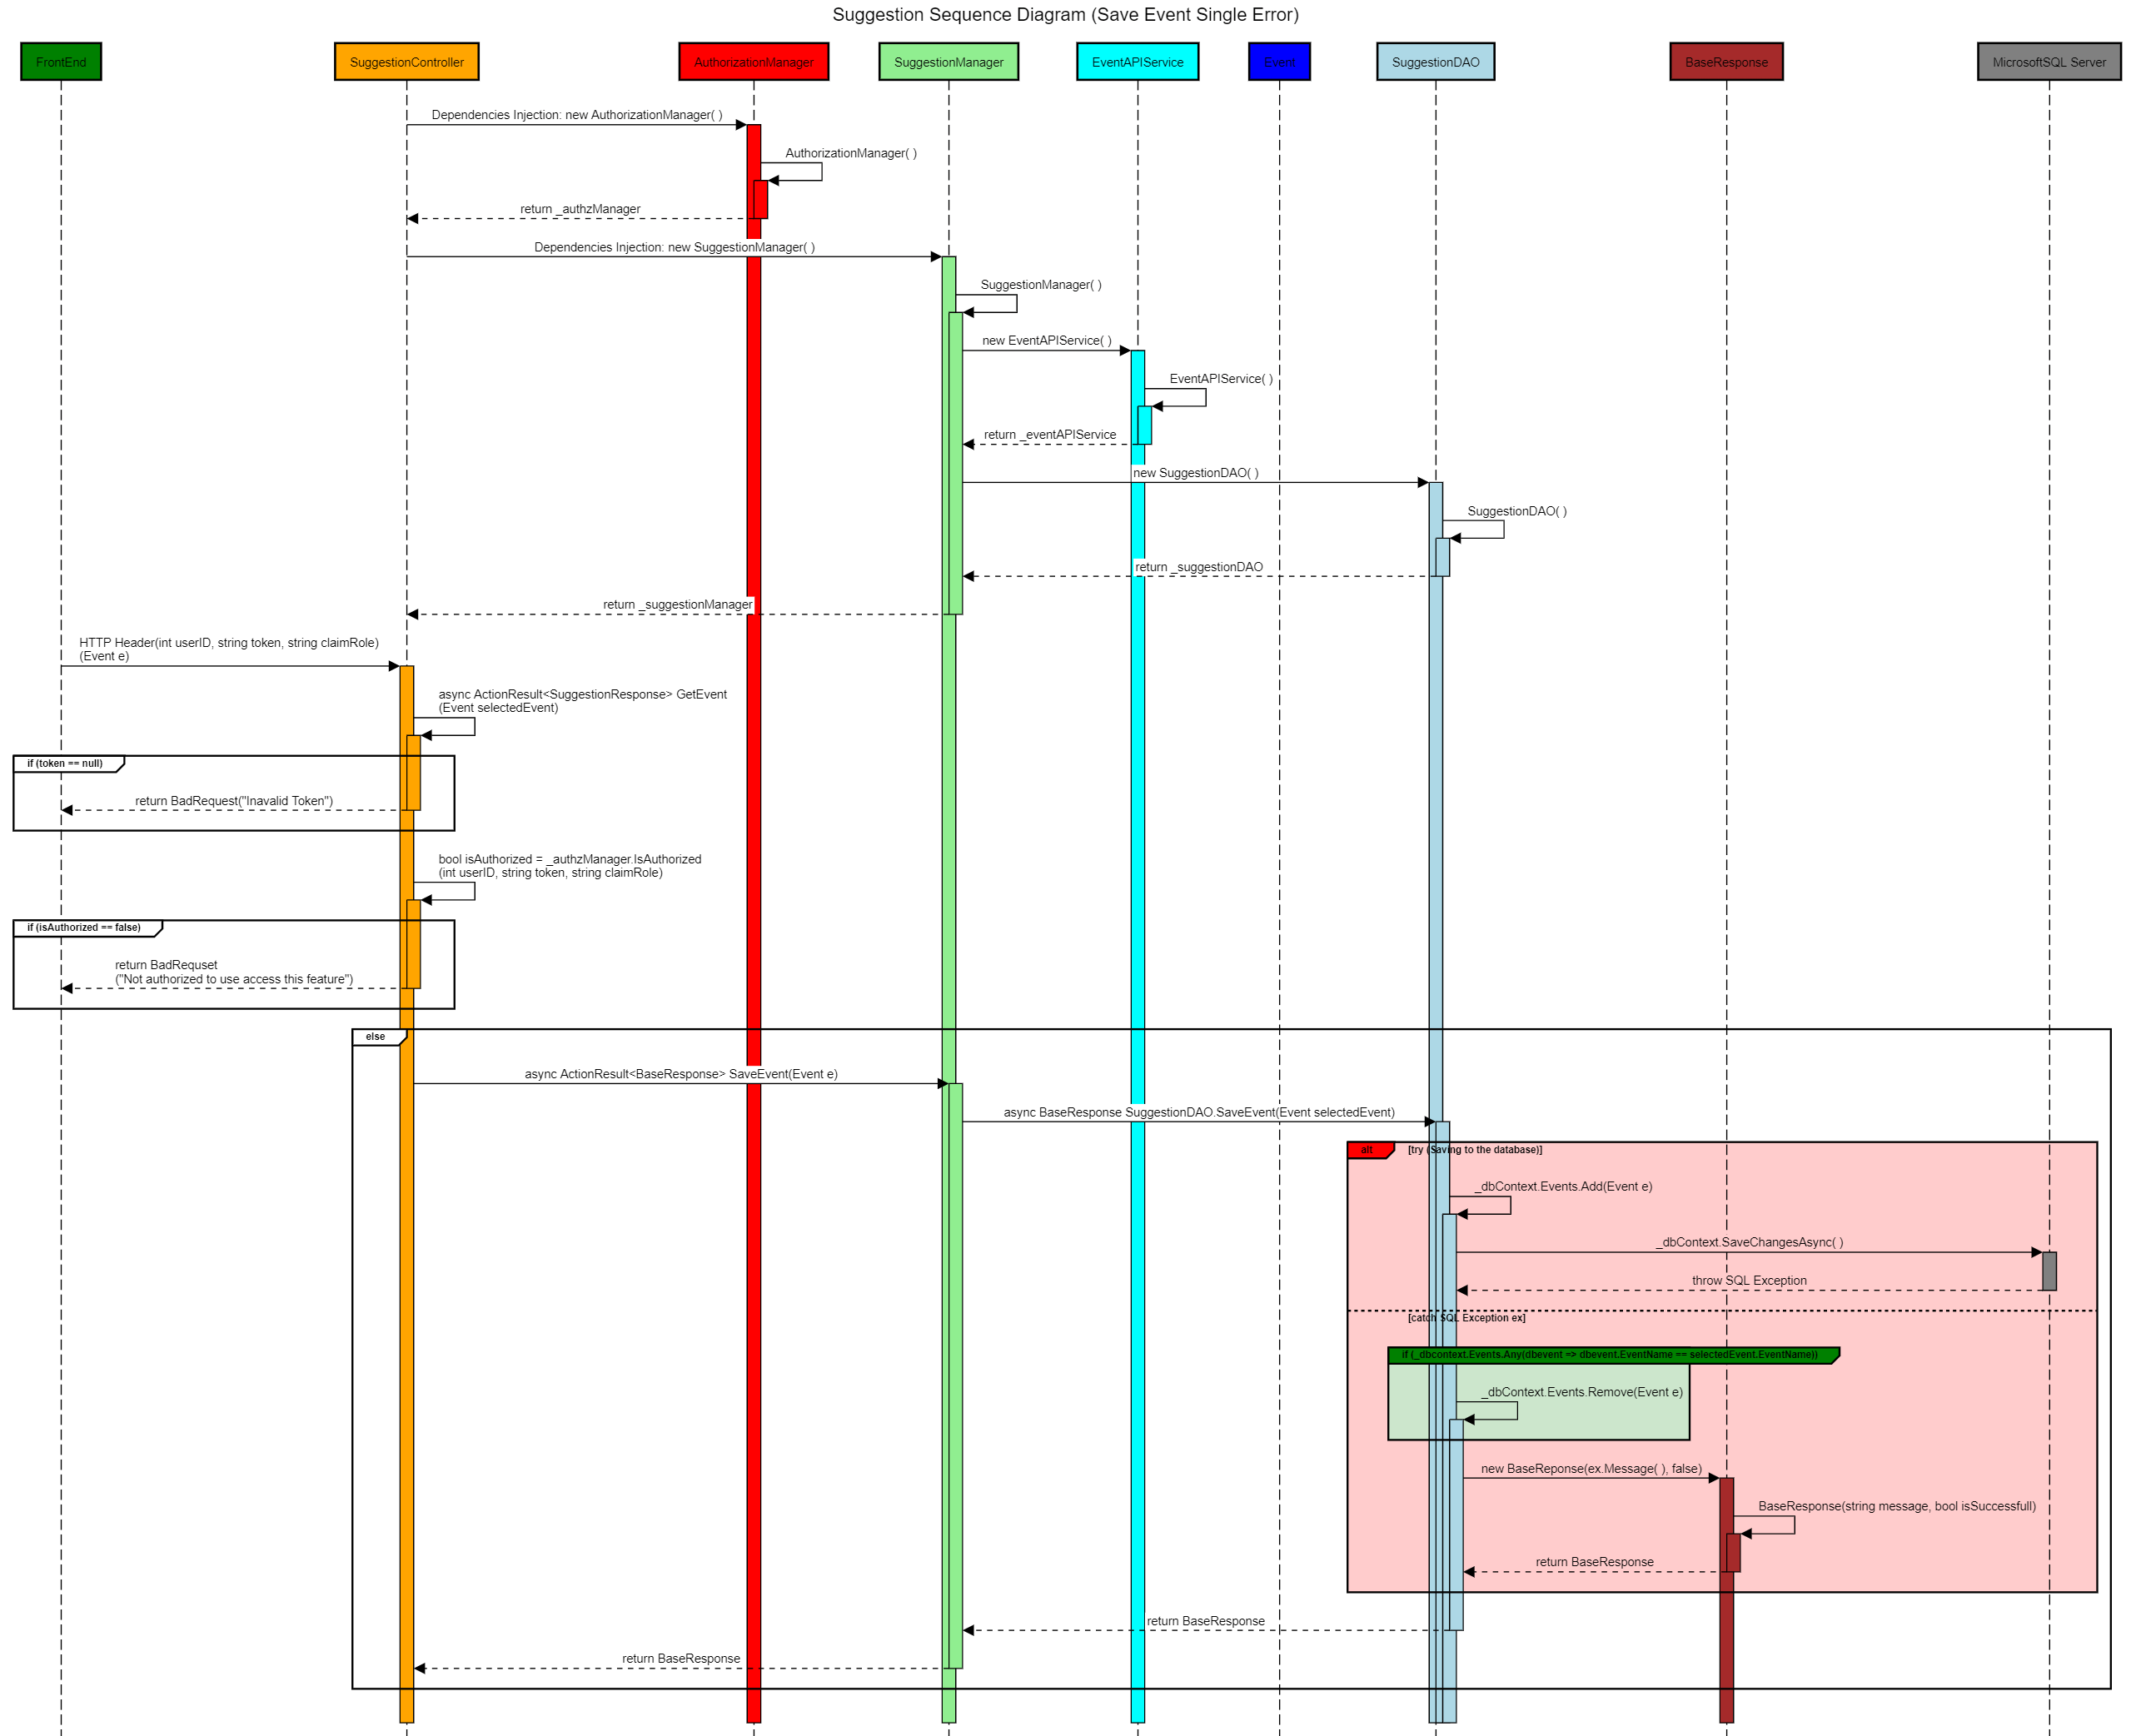 Suggestion Sequence Diagram (Save Event Single Error)
FrontEnd
SuggestionController
AuthorizationManager
SuggestionManager
EventAPIService
Event
SuggestionDAO
BaseResponse
MicrosoftSQL Server
Dependencies Injection: new AuthorizationManager( )
AuthorizationManager( )
return _authzManager
Dependencies Injection: new SuggestionManager( )
SuggestionManager( )
new EventAPIService( )
EventAPIService( )
return _eventAPIService
new SuggestionDAO( )
SuggestionDAO( )
return _suggestionDAO
return _suggestionManager
HTTP Header(int userID, string token, string claimRole)
(Event e)
async ActionResult<SuggestionResponse> GetEvent
(Event selectedEvent)
if (token == null)
return BadRequest("Inavalid Token")
bool isAuthorized = _authzManager.IsAuthorized
(int userID, string token, string claimRole)
if (isAuthorized == false)
return BadRequset
("Not authorized to use access this feature")
else
async ActionResult<BaseResponse> SaveEvent(Event e)
async BaseResponse SuggestionDAO.SaveEvent(Event selectedEvent)
alt
[try (Saving to the database)]
_dbContext.Events.Add(Event e)
_dbContext.SaveChangesAsync( )
throw SQL Exception
[catch SQL Exception ex]
if (_dbcontext.Events.Any(dbevent => dbevent.EventName == selectedEvent.EventName))
_dbContext.Events.Remove(Event e)
new BaseReponse(ex.Message( ), false)
BaseResponse(string message, bool isSuccessfull)
return BaseResponse
return BaseResponse
return BaseResponse